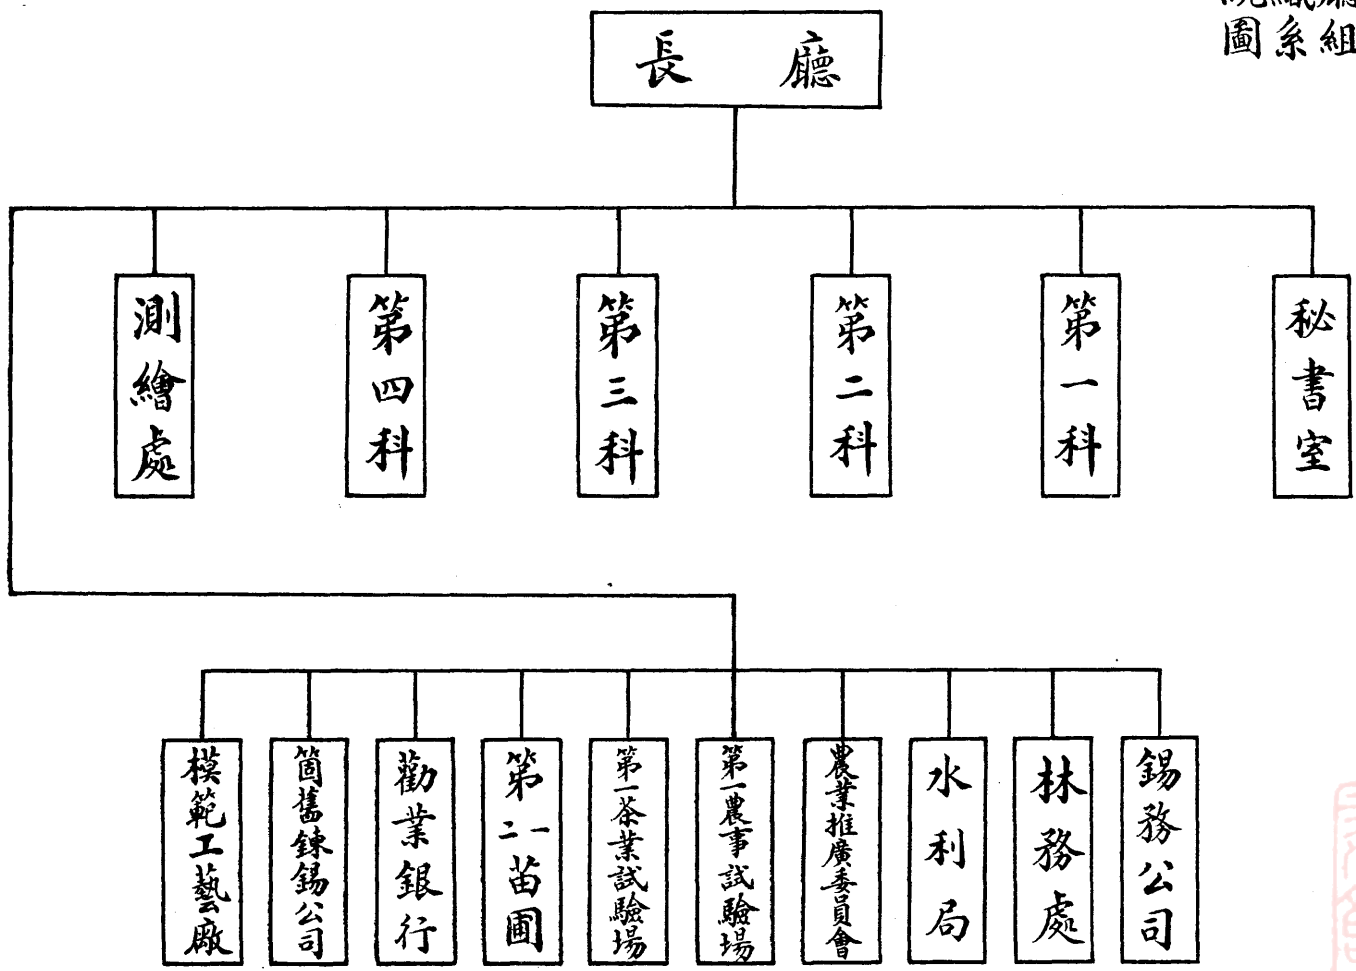 組
系
圖
廳長
秘書室
第一科
第二科
第三科
第四科
測繪處
錫務公司
林務處
水利局
農業推廣委員會
第一農事試驗場
第一茶業試驗場
第一二苗圃
勸業銀行
箇舊鍊錫公司
模範工藝廠